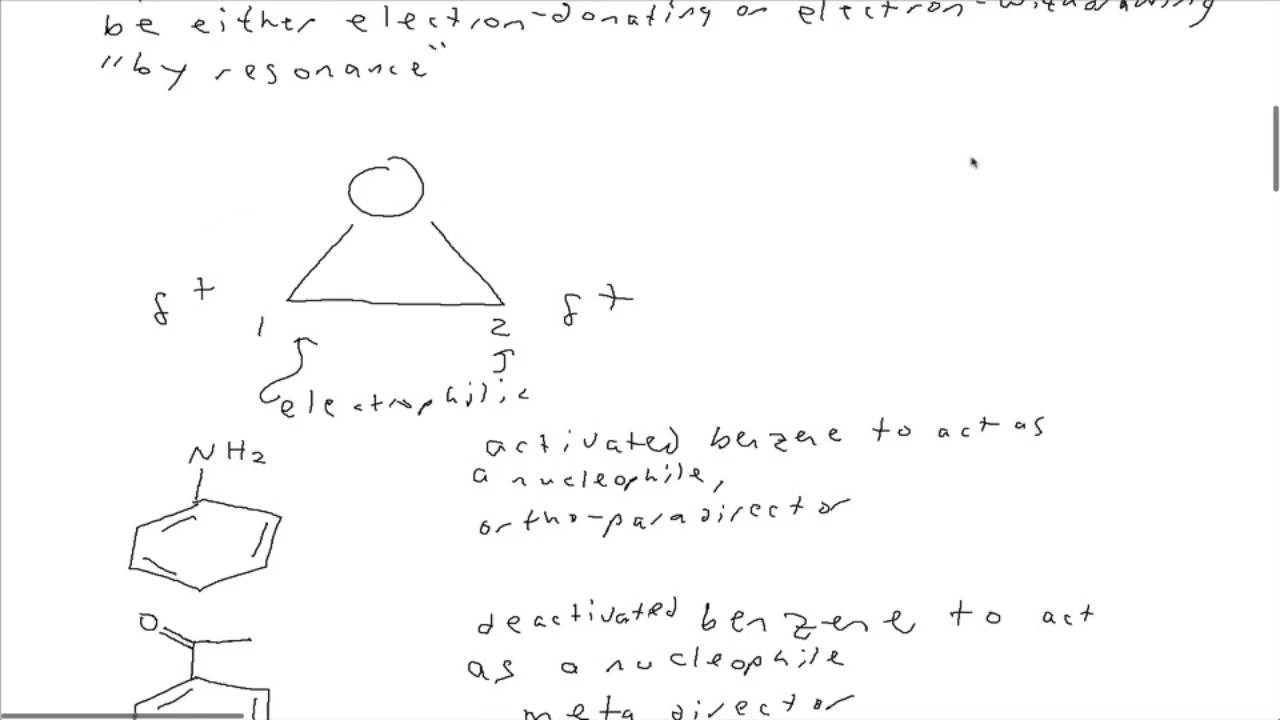 be either electron-donating or electron-withdrawing
"by resonance"
δ +
1
2
δ +
electrophilic
NH2
activated benzene to act as
a nucleophile,
ortho-para director
O
deactivated benzene to act
as a nucleophile
meta director